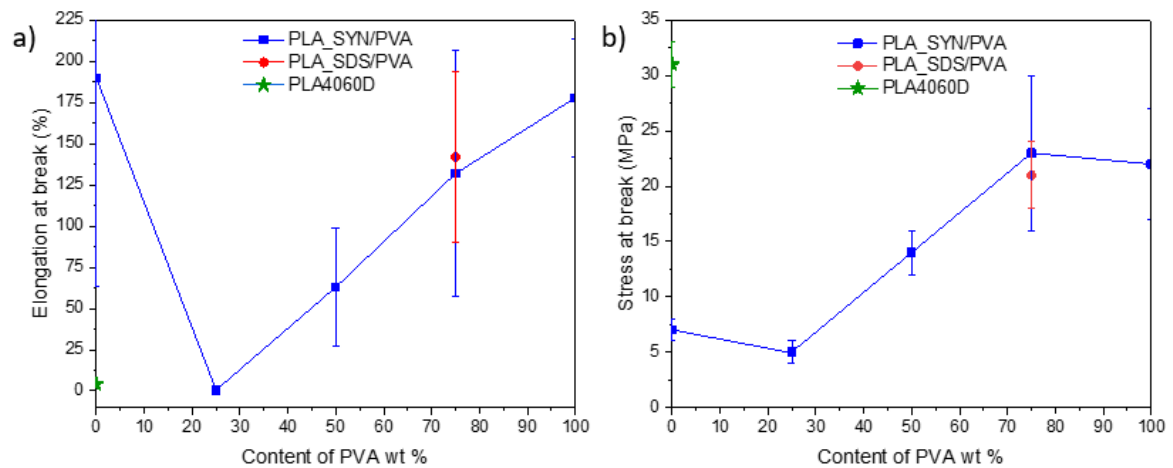 a)
PLA_SYN/PVA
PLA_SDS/PVA
PLA4060D
Elongation at break (%)
225
200
175
150
125
100
75
50
25
0
0 10 20 30 40 50 60 70 80 90 100
Content of PVA wt %
b)
PLA_SYN/PVA
PLA_SDS/PVA
PLA4060D
Stress at break (MPa)
35
30
25
20
15
10
5
0
0 10 20 30 40 50 60 70 80 90 100
Content of PVA wt %